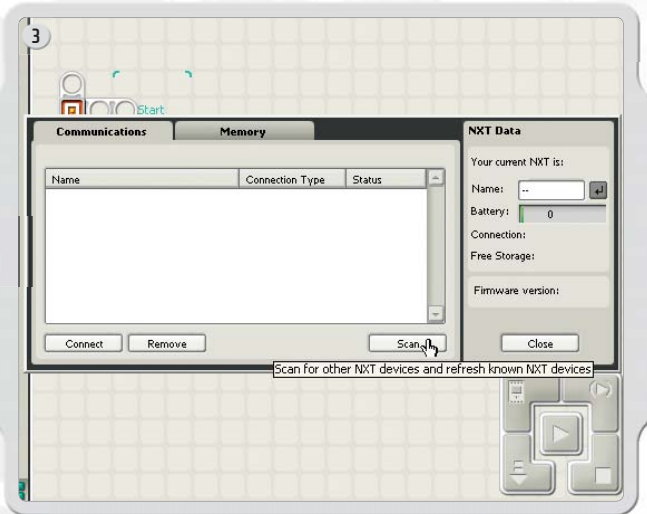 3
Start
Communications
Memory
Name
Connection Type
Status
Connect
Remove
Scan
Scan for other NXT devices and refresh known NXT devices
NXT Data
Your current NXT is:
Name: --
Battery: 0
Connection:
Free Storage:
Firmware version:
Close